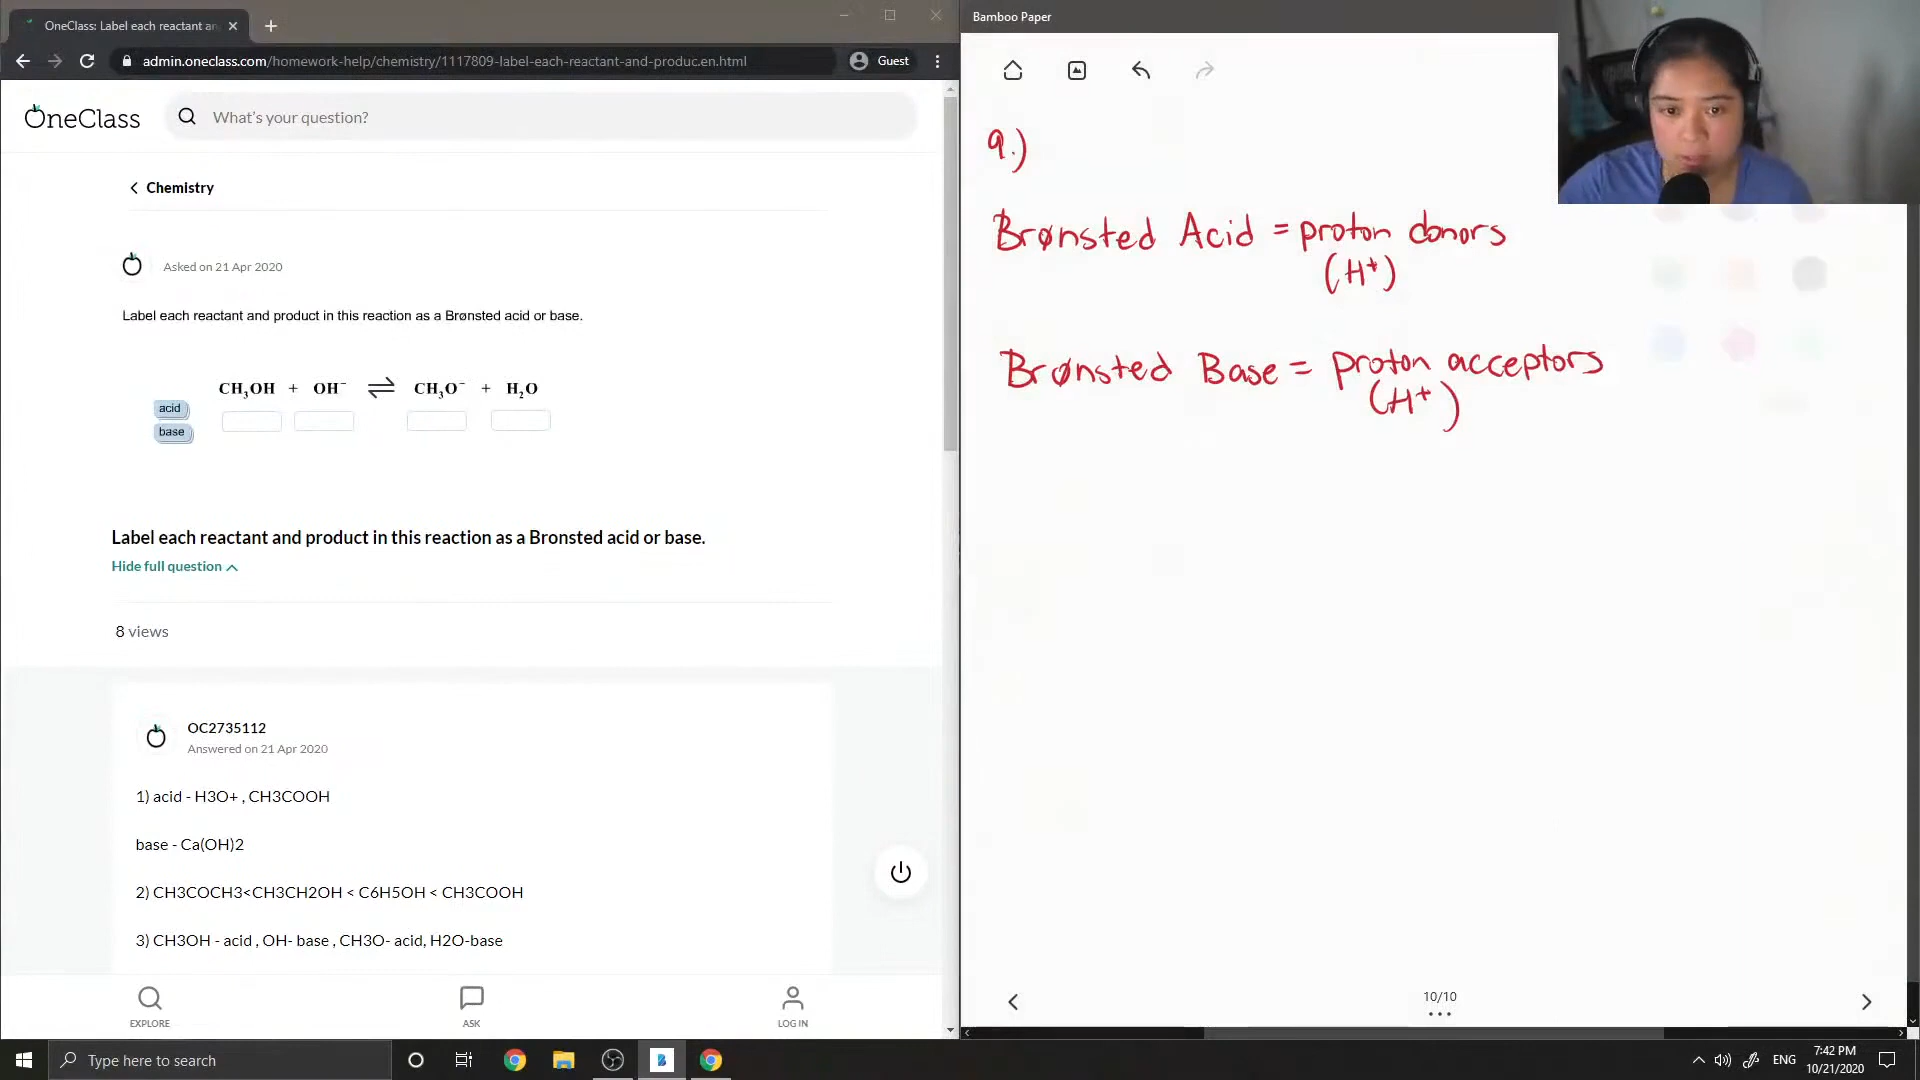 OneClass: Label each reactant an
admin.oneclass.com/homework-help/chemistry/1117809-label-each-reactant-and-produc.en.html
Guest
OneClass
What's your question?
Chemistry
Asked on 21 Apr 2020
Label each reactant and product in this reaction as a Brønsted acid or base.
CH₃OH + OH⁻ ⇌ CH₃O⁻ + H₂O
acid
base
Label each reactant and product in this reaction as a Bronsted acid or base.
Hide full question
8 views
OC2735112
Answered on 21 Apr 2020
1) acid - H3O+ , CH3COOH
base - Ca(OH)2
2) CH3COCH3<CH3CH2OH < C6H5OH < CH3COOH
3) CH3OH - acid , OH- base , CH3O- acid, H2O-base
EXPLORE
ASK
LOG IN
Bamboo Paper
9.)
Brønsted Acid = proton donors
(H⁺)
Brønsted Base = proton acceptors
(H⁺)
10/10
Type here to search
ENG
7:42 PM
10/21/2020